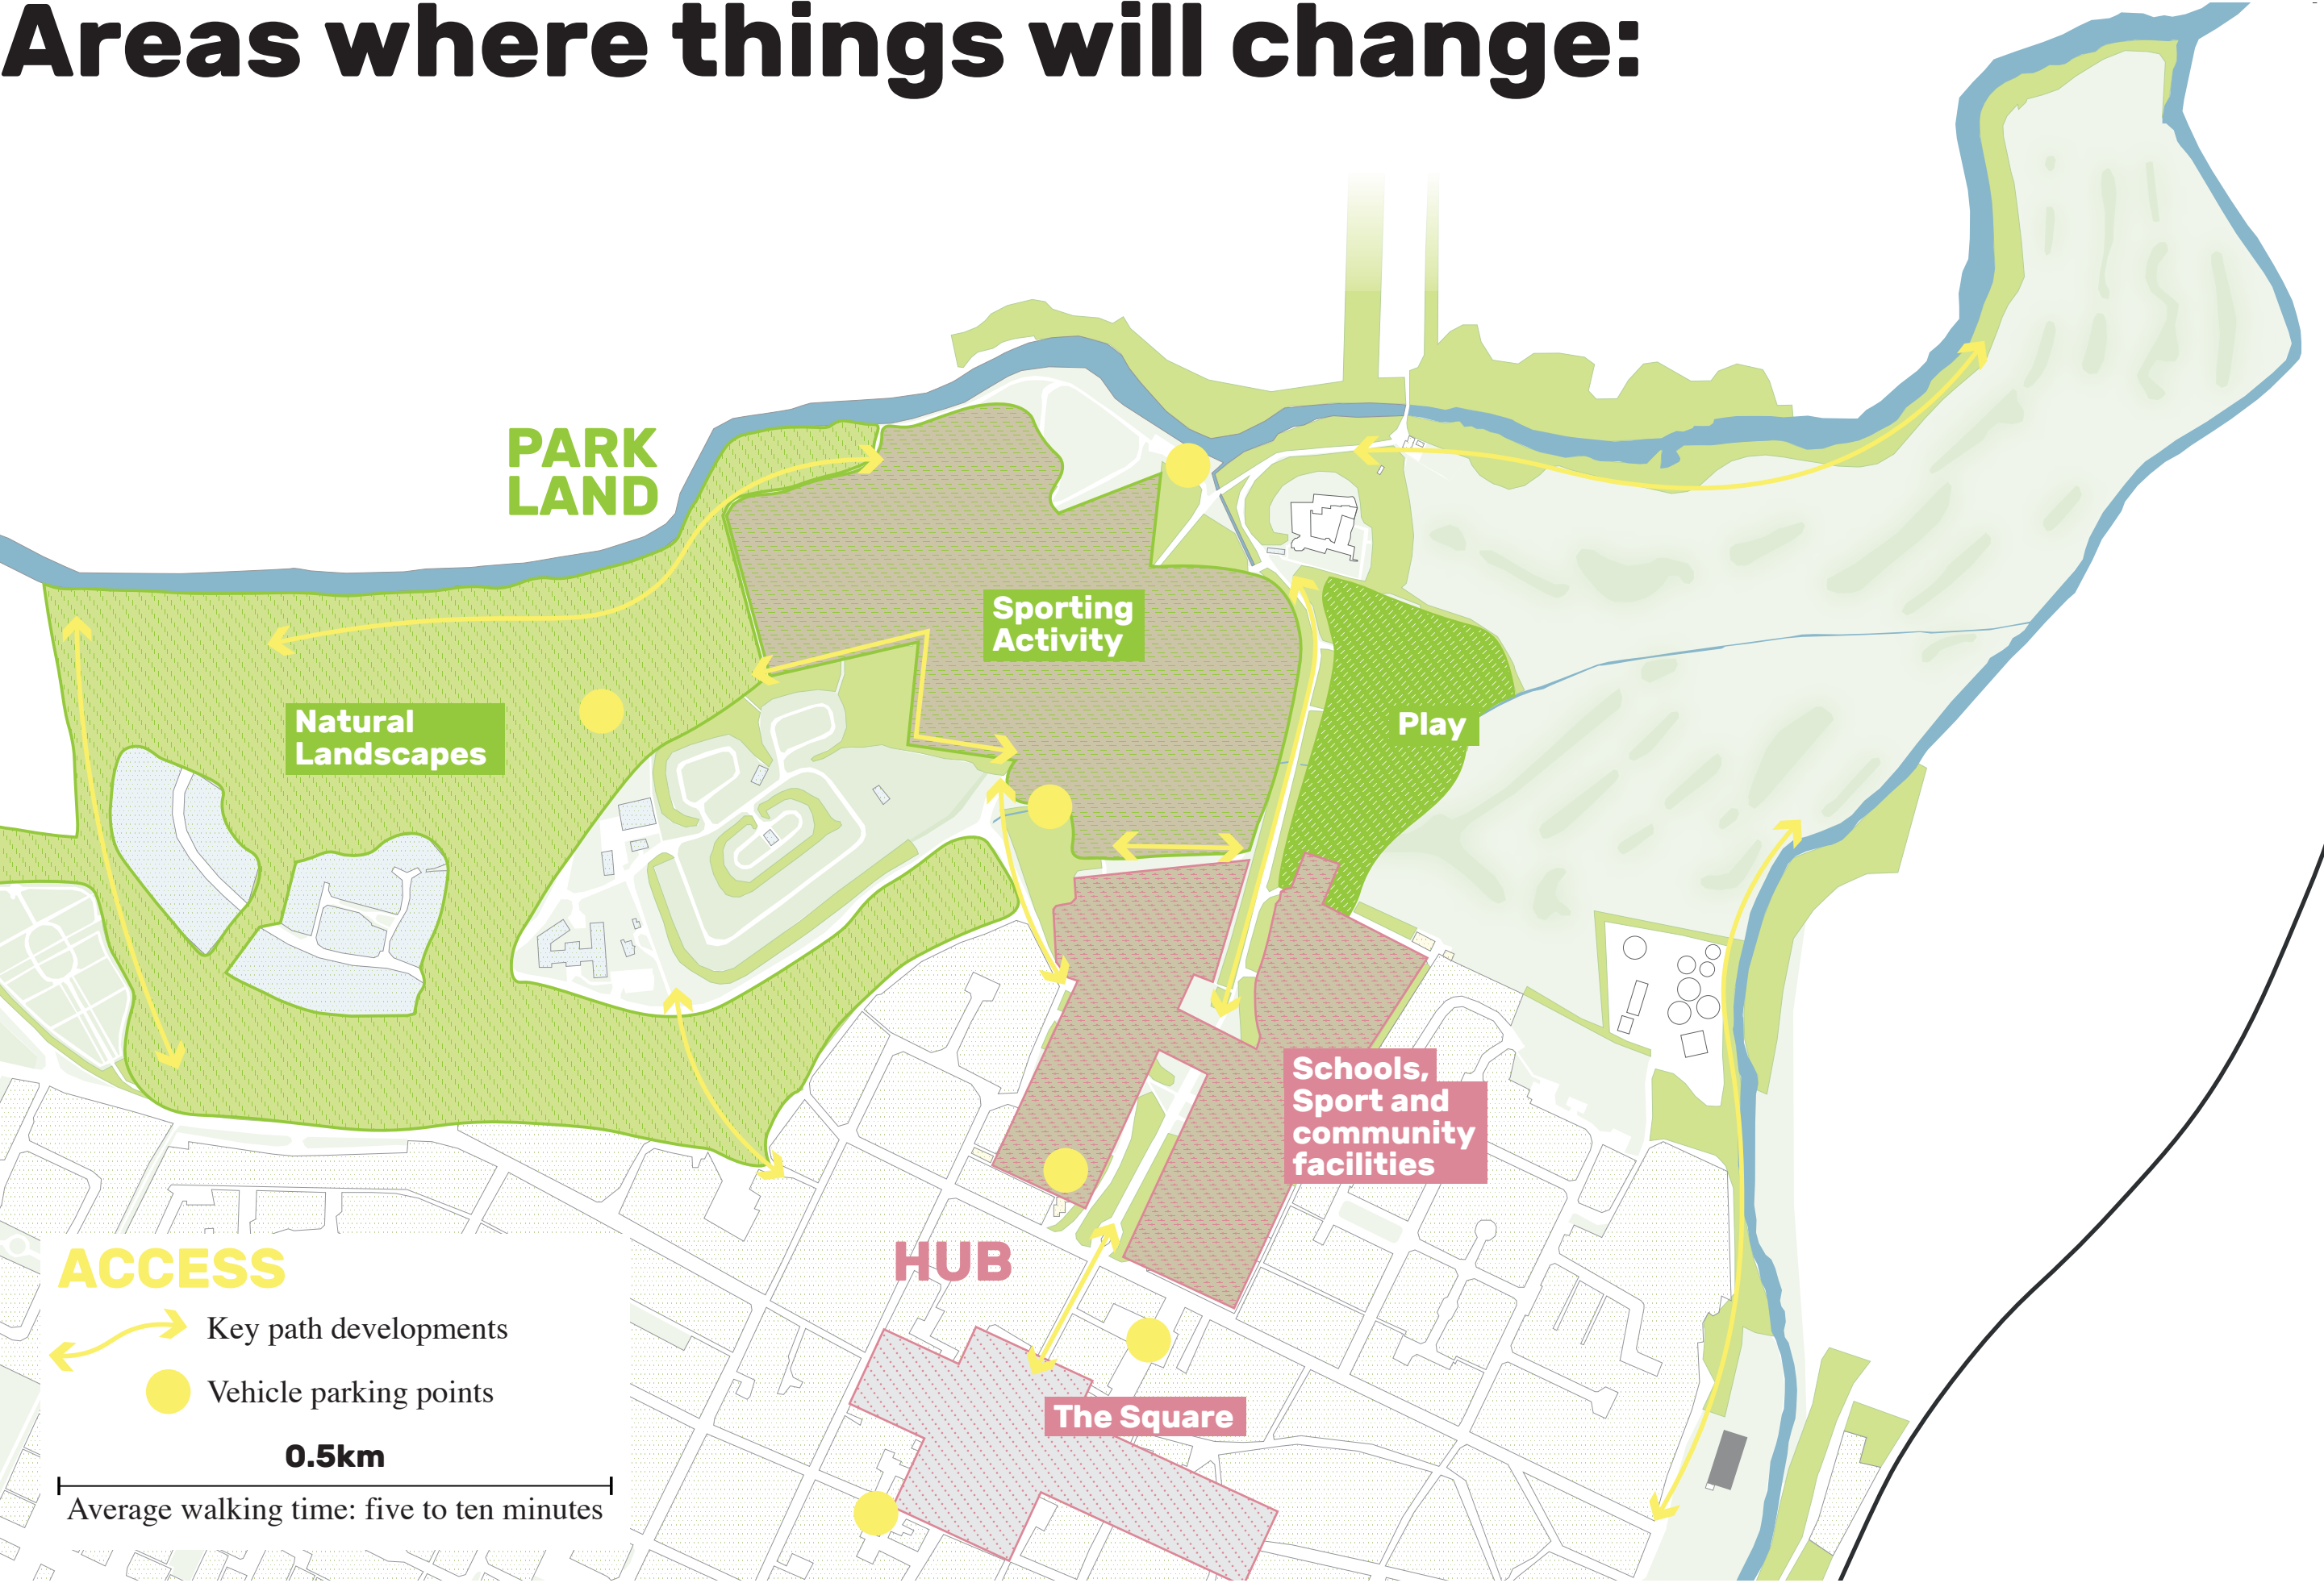 Areas where things will change:
PARK
LAND
Sporting
Activity
Natural
Landscapes
Play
Schools,
Sport and
community
facilities
HUB
The Square
ACCESS
Key path developments
Vehicle parking points
0.5km
Average walking time: five to ten minutes